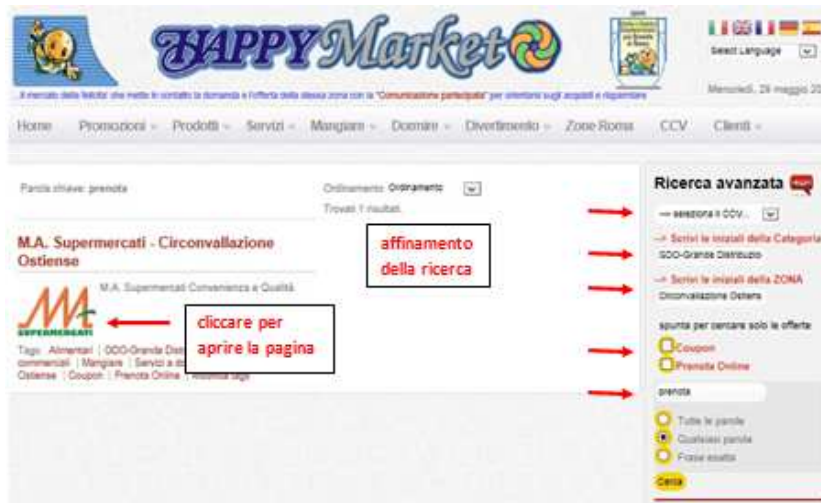 HAPPY Market
Select Language
Il mercato della felicita' che mette in contatto la domanda e l'offerta della stessa zona con la "Comunicazione partecipata" per orientarsi sugli acquisti e risparmiare
Mercoledì, 29 maggio 20
Home Promozioni Prodotti Servizi Mangiare Dormire Divertimento Zone Roma CCV Clienti
Parola chiave: prenota
Ordinamento Ordinamento
Trovati 1 risultati.
M.A. Supermercati - Circonvallazione
Ostiense
M.A. Supermercati Convenienza e Qualità
MA
SUPERMERCATI
Tags: Alimentari | GDO-Grande Dist
commerciali | Mangiare | Servizi a do
Ostiense | Coupon | Prenota Online | tags
affinamento
della ricerca
cliccare per
aprire la pagina
Ricerca avanzata
seleziona il CCV...
--> Scrivi le iniziali della Categoria
GDO-Grande Distribuzio
--> Scrivi le iniziali della ZONA
Circonvallazione Ostiens
spunta per cercare solo le offerte
Coupon
Prenota Online
prenota
Tutte le parole
Qualsiasi parola
Frase esatta
Cerca